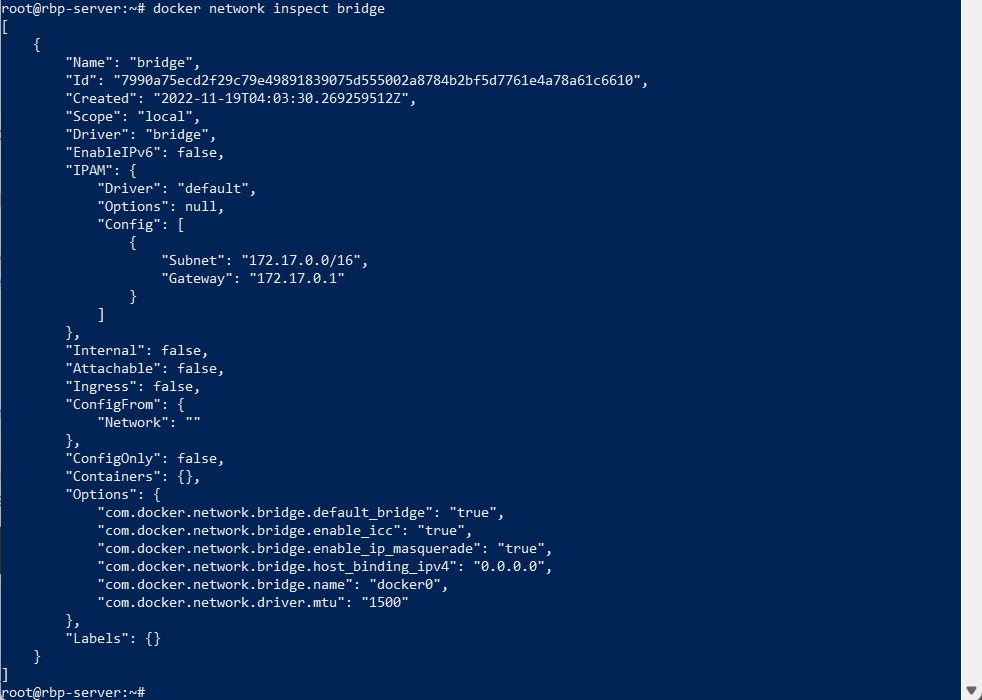 root@rbp-server:~# docker network inspect bridge
[
    {
        "Name": "bridge",
        "Id": "7990a75ecd2f29c79e49891839075d555002a8784b2bf5d7761e4a78a61c6610",
        "Created": "2022-11-19T04:03:30.269259512Z",
        "Scope": "local",
        "Driver": "bridge",
        "EnableIPv6": false,
        "IPAM": {
            "Driver": "default",
            "Options": null,
            "Config": [
                {
                    "Subnet": "172.17.0.0/16",
                    "Gateway": "172.17.0.1"
                }
            ]
        },
        "Internal": false,
        "Attachable": false,
        "Ingress": false,
        "ConfigFrom": {
            "Network": ""
        },
        "ConfigOnly": false,
        "Containers": {},
        "Options": {
            "com.docker.network.bridge.default_bridge": "true",
            "com.docker.network.bridge.enable_icc": "true",
            "com.docker.network.bridge.enable_ip_masquerade": "true",
            "com.docker.network.bridge.host_binding_ipv4": "0.0.0.0",
            "com.docker.network.bridge.name": "docker0",
            "com.docker.network.driver.mtu": "1500"
        },
        "Labels": {}
    }
]
root@rbp-server:~#